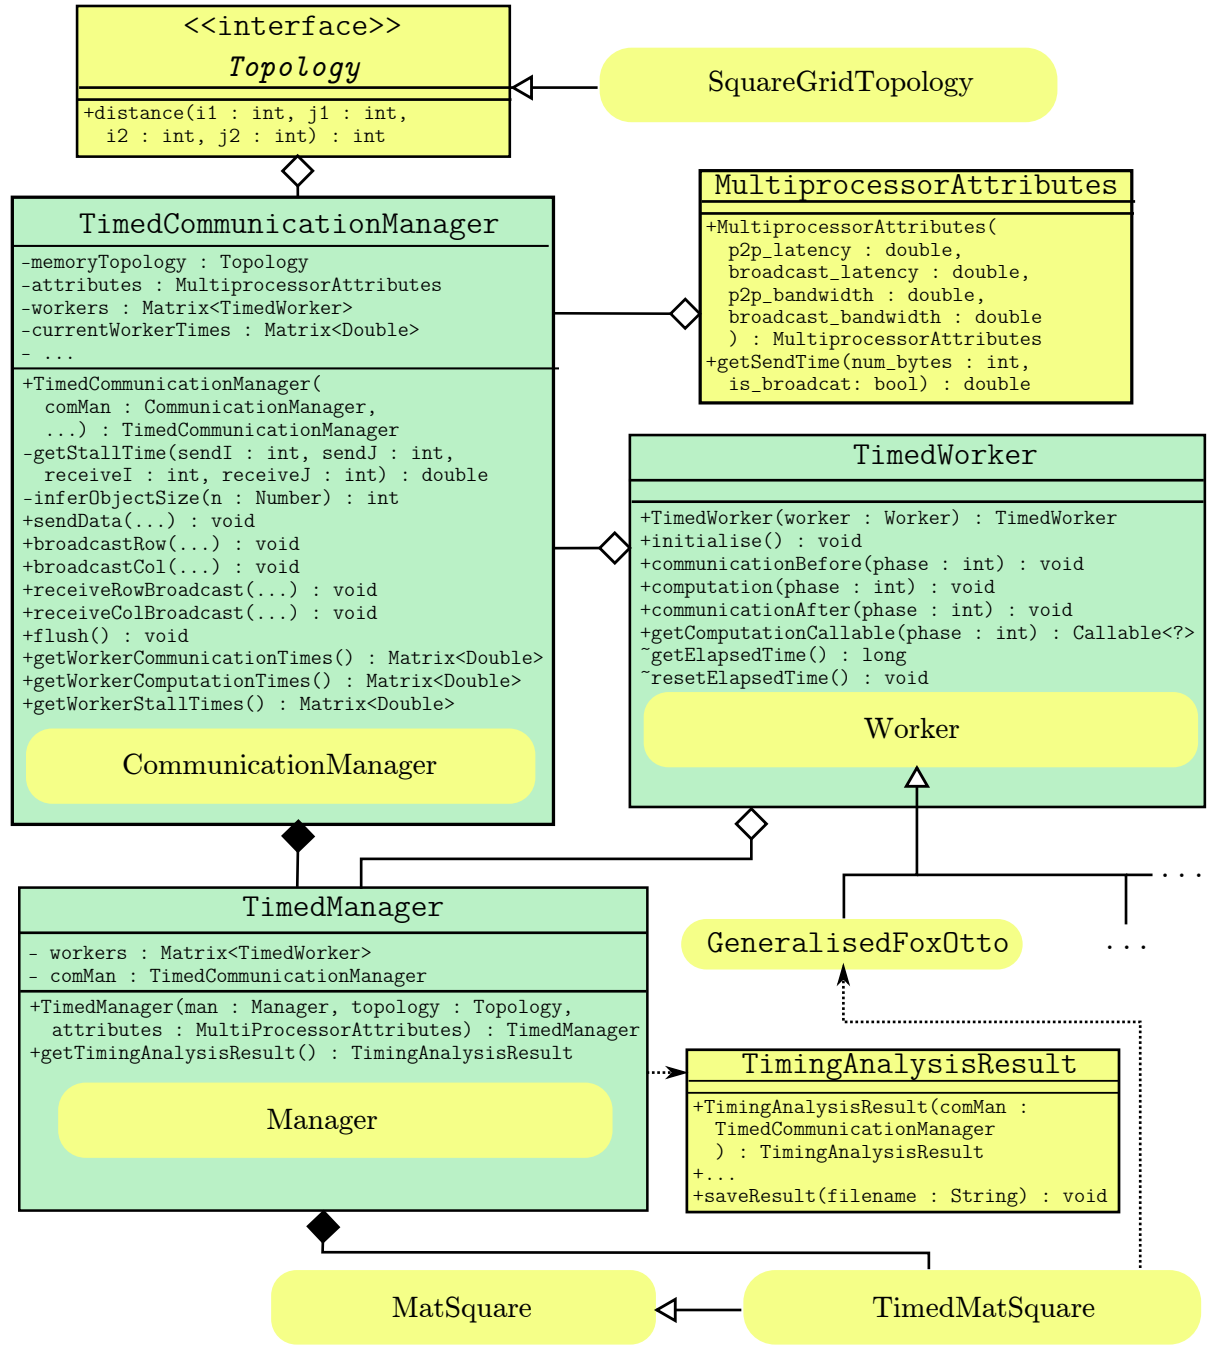 <<interface>>
Topology
+distance(i1 : int, j1 : int,
i2 : int, j2 : int) : int
SquareGridTopology
MultiprocessorAttributes
+MultiprocessorAttributes(
p2p_latency : double,
broadcast_latency : double,
p2p_bandwidth : double,
broadcast_bandwidth : double
) : MultiprocessorAttributes
+getSendTime(num_bytes : int,
is_broadcat: bool) : double
TimedCommunicationManager
-memoryTopology : Topology
-attributes : MultiprocessorAttributes
-workers : Matrix<TimedWorker>
-currentWorkerTimes : Matrix<Double>
- ...
+TimedCommunicationManager(
comMan : CommunicationManager,
...) : TimedCommunicationManager
-getStallTime(sendI : int, sendJ : int,
receiveI : int, receiveJ : int) : double
-inferObjectSize(n : Number) : int
+sendData(...) : void
+broadcastRow(...) : void
+broadcastCol(...) : void
+receiveRowBroadcast(...) : void
+receiveColBroadcast(...) : void
+flush() : void
+getWorkerCommunicationTimes() : Matrix<Double>
+getWorkerComputationTimes() : Matrix<Double>
+getWorkerStallTimes() : Matrix<Double>
CommunicationManager
TimedWorker
+TimedWorker(worker : Worker) : TimedWorker
+initialise() : void
+communicationBefore(phase : int) : void
+computation(phase : int) : void
+communicationAfter(phase : int) : void
+getComputationCallable(phase : int) : Callable<?>
~getElapsedTime() : long
~resetElapsedTime() : void
Worker
...
GeneralisedFoxOtto
...
TimedManager
- workers : Matrix<TimedWorker>
- comMan : TimedCommunicationManager
+TimedManager(man : Manager, topology : Topology,
attributes : MultiProcessorAttributes) : TimedManager
+getTimingAnalysisResult() : TimingAnalysisResult
Manager
TimingAnalysisResult
+TimingAnalysisResult(comMan :
TimedCommunicationManager
) : TimingAnalysisResult
+...
+saveResult(filename : String) : void
MatSquare
TimedMatSquare